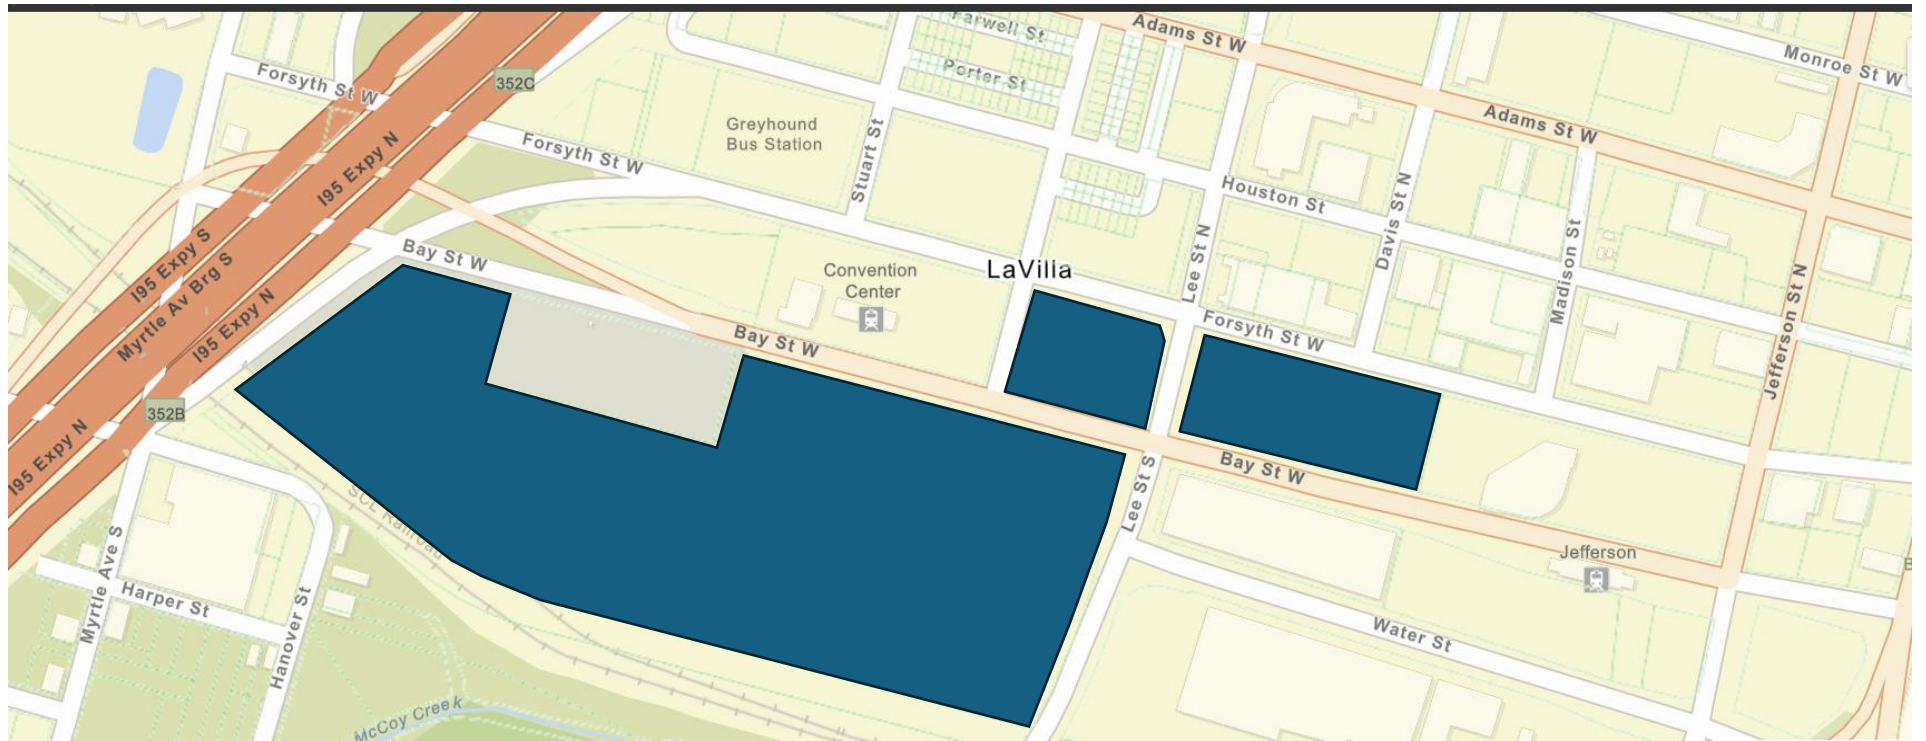 Farwell St
Adams St W
Monroe St W
Forsyth St W
352C
Porter St
Adams St W
Greyhound
Bus Station
Forsyth St W
Stuart St
I95 Expy N
Houston St
Davis St N
Madison St
Lee St N
Jefferson St N
Bay St W
I95 Expy S
Myrtle Av Brg S
I95 Expy N
Convention
Center
LaVilla
Forsyth St W
Bay St W
352B
I95 Expy N
Bay St W
Lee St S
SCL Railroad
Jefferson
B
Myrtle Ave S
Harper St
Hanover St
Water St
McCoy Creek